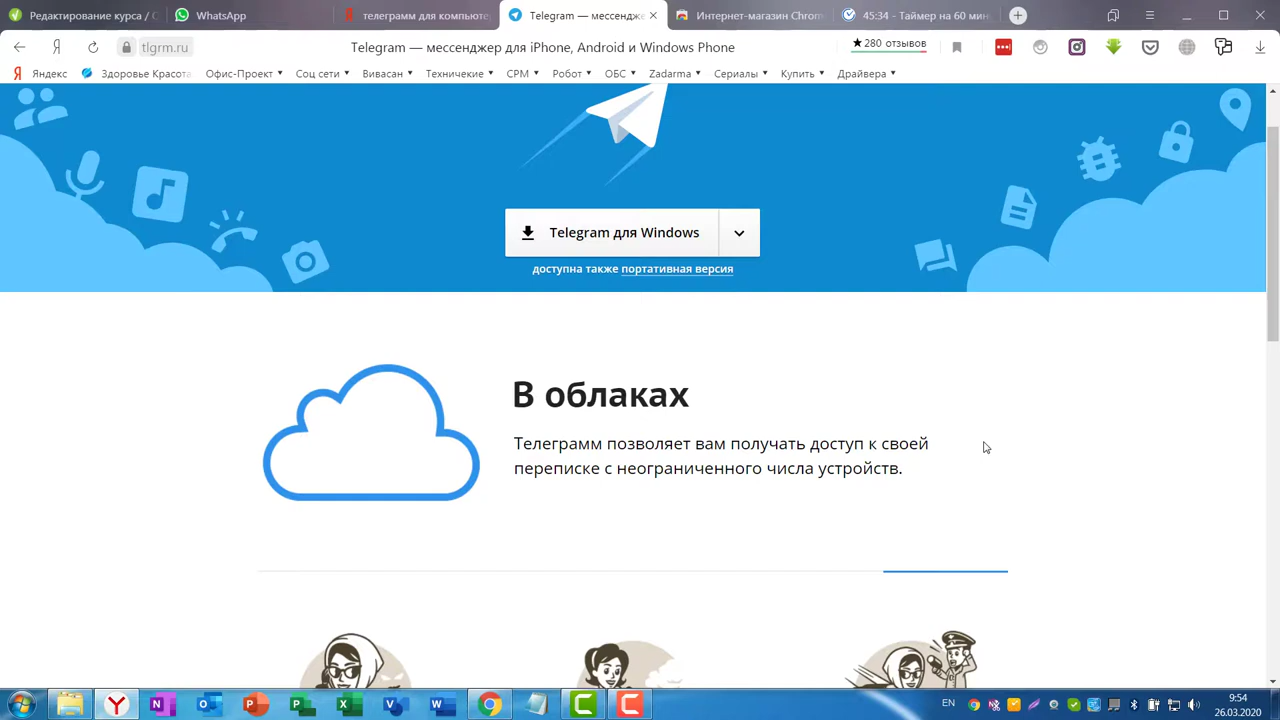 Редактирование курса / С
WhatsApp
телеграмм для компьюте
Telegram — мессендже
Интернет-магазин Chrom
45:34 - Таймер на 60 мин
tlgrm.ru
Telegram — мессенджер для iPhone, Android и Windows Phone
★280 отзывов
Яндекс
Здоровье Красота
Офис-Проект
Соц сети
Вивасан
Техничекие
СРМ
Робот
ОБС
Zadarma
Сериалы
Купить
Драйвера
Telegram для Windows
доступна также портативная версия
В облаках
Телеграмм позволяет вам получать доступ к своей
переписке с неограниченного числа устройств.
EN
9:54
26.03.2020